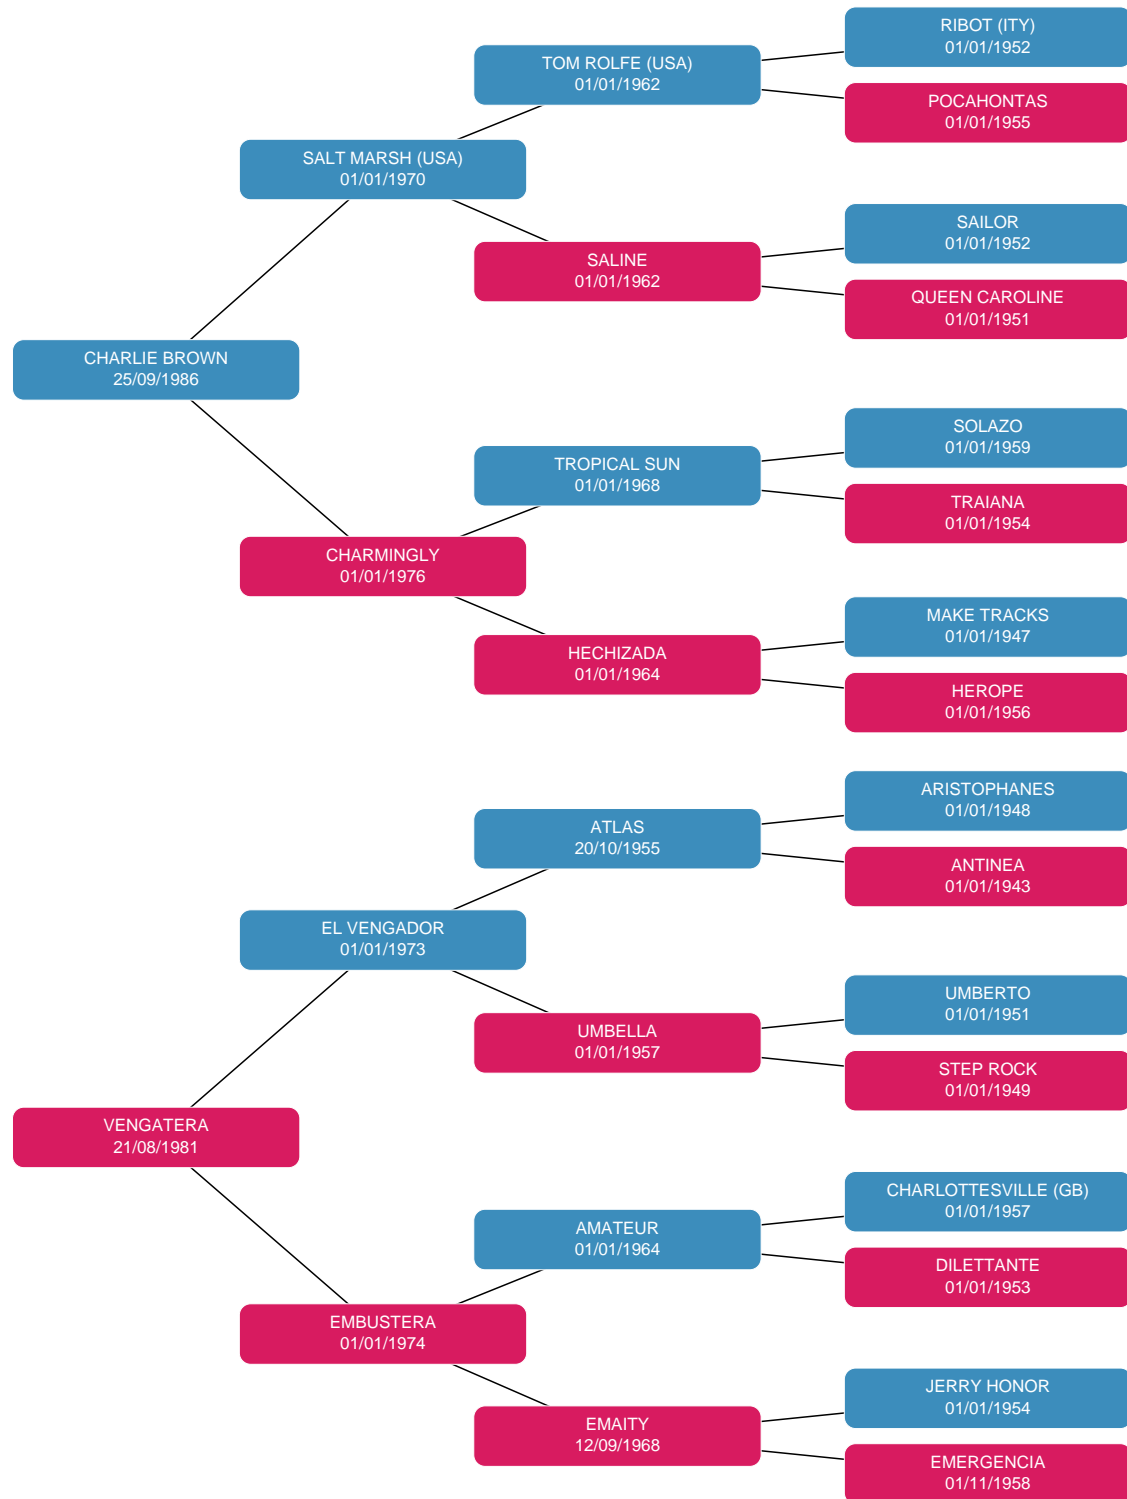 RIBOT (ITY)
01/01/1952
TOM ROLFE (USA)
01/01/1962
POCAHONTAS
01/01/1955
SALT MARSH (USA)
01/01/1970
SAILOR
01/01/1952
SALINE
01/01/1962
QUEEN CAROLINE
01/01/1951
CHARLIE BROWN
25/09/1986
SOLAZO
01/01/1959
TROPICAL SUN
01/01/1968
TRAIANA
01/01/1954
CHARMINGLY
01/01/1976
MAKE TRACKS
01/01/1947
HECHIZADA
01/01/1964
HEROPE
01/01/1956
ARISTOPHANES
01/01/1948
ATLAS
20/10/1955
ANTINEA
01/01/1943
EL VENGADOR
01/01/1973
UMBERTO
01/01/1951
UMBELLA
01/01/1957
STEP ROCK
01/01/1949
VENGATERA
21/08/1981
CHARLOTTESVILLE (GB)
01/01/1957
AMATEUR
01/01/1964
DILETTANTE
01/01/1953
EMBUSTERA
01/01/1974
JERRY HONOR
01/01/1954
EMAITY
12/09/1968
EMERGENCIA
01/11/1958